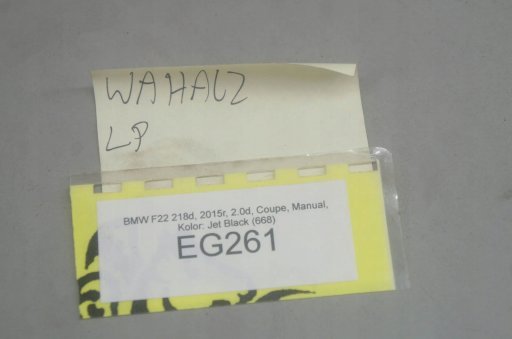 WAHACZ
LP
BMW F22 218d, 2015r, 2.0d, Coupe, Manual,
Kolor: Jet Black (668)
EG261